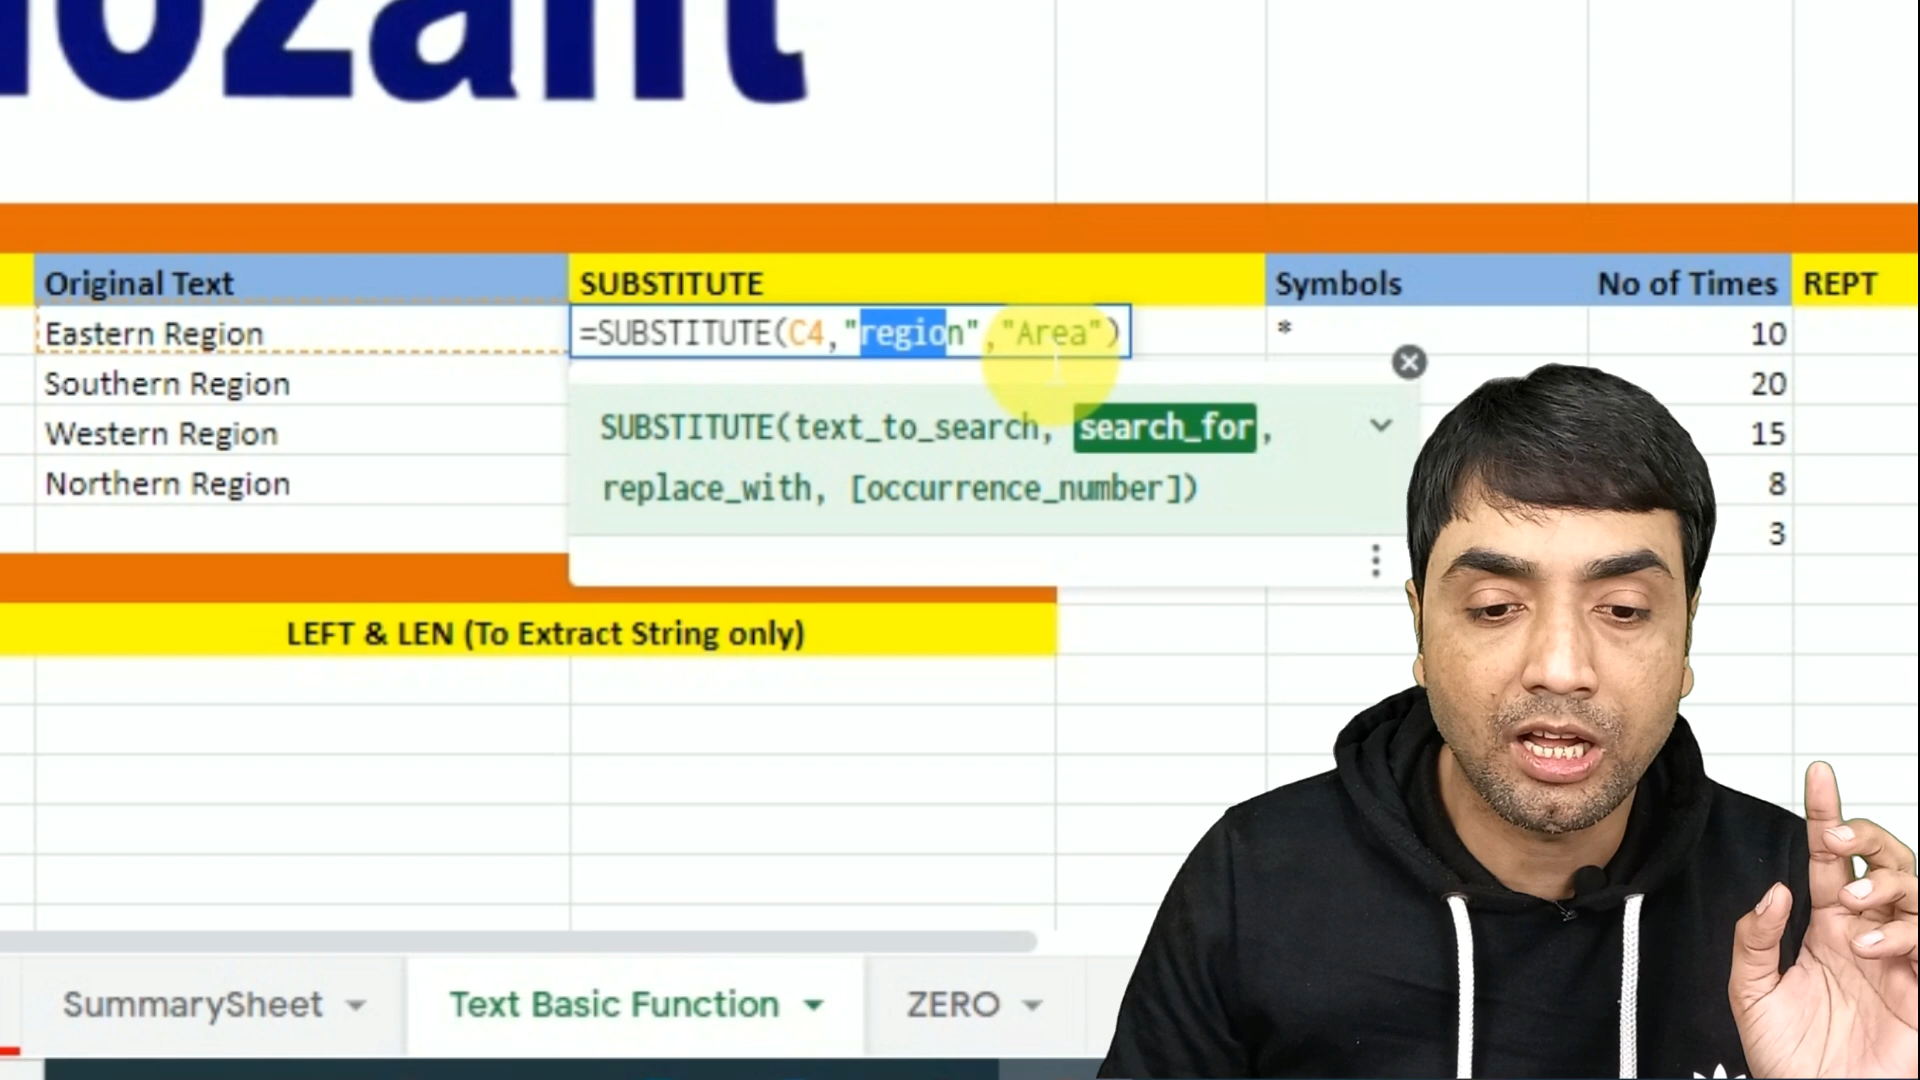 Original Text SUBSTITUTE Symbols No of Times REPT
Eastern Region =SUBSTITUTE(C4,"region","Area") * 10
Southern Region 20
SUBSTITUTE(text_to_search, search_for,
Western Region 15
replace_with, [occurrence_number])
Northern Region 8
3
LEFT & LEN (To Extract String only)
SummarySheet Text Basic Function ZERO